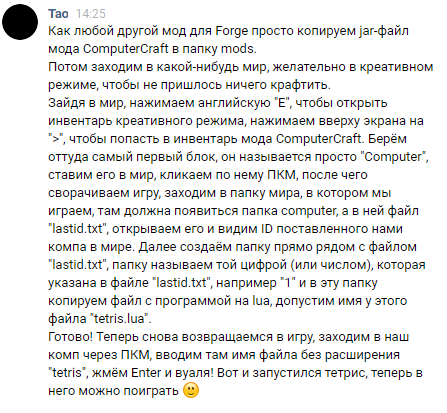 Tao 14:25
Как любой другой мод для Forge просто копируем jar-файл
мода ComputerCraft в папку mods.
Потом заходим в какой-нибудь мир, желательно в креативном
режиме, чтобы не пришлось ничего крафтить.
Зайдя в мир, нажимаем английскую "E", чтобы открыть
инвентарь креативного режима, нажимаем вверху экрана на
">", чтобы попасть в инвентарь мода ComputerCraft. Берём
оттуда самый первый блок, он называется просто "Computer",
ставим его в мир, кликаем по нему ПКМ, после чего
сворачиваем игру, заходим в папку мира, в котором мы
играем, там должна появиться папка computer, а в ней файл
"lastid.txt", открываем его и видим ID поставленного нами
компа в мире. Далее создаём папку прямо рядом с файлом
"lastid.txt", папку называем той цифрой (или числом), которая
указана в файле "lastid.txt", например "1" и в эту папку
копируем файл с программой на lua, допустим имя у этого
файла "tetris.lua".
Готово! Теперь снова возвращаемся в игру, заходим в наш
комп через ПКМ, вводим там имя файла без расширения
"tetris", жмём Enter и вуаля! Вот и запустился тетрис, теперь в
него можно поиграть 🙂